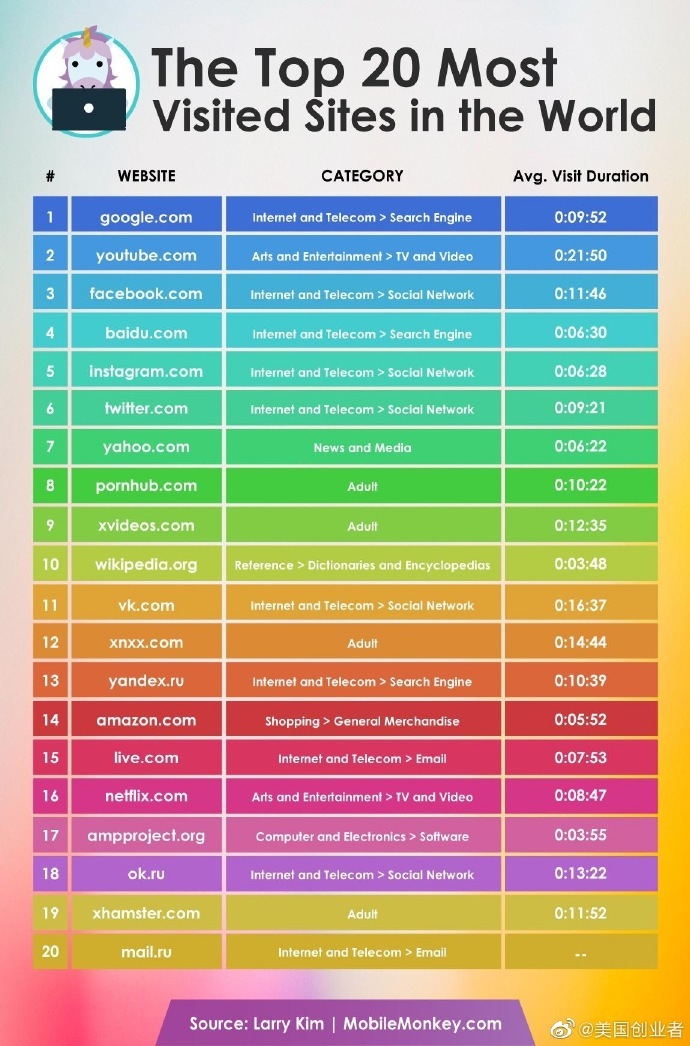 The Top 20 Most
Visited Sites in the World
# WEBSITE CATEGORY Avg. Visit Duration
1 google.com Internet and Telecom > Search Engine 0:09:52
2 youtube.com Arts and Entertainment > TV and Video 0:21:50
3 facebook.com Internet and Telecom > Social Network 0:11:46
4 baidu.com Internet and Telecom > Search Engine 0:06:30
5 instagram.com Internet and Telecom > Social Network 0:06:28
6 twitter.com Internet and Telecom > Social Network 0:09:21
7 yahoo.com News and Media 0:06:22
8 pornhub.com Adult 0:10:22
9 xvideos.com Adult 0:12:35
10 wikipedia.org Reference > Dictionaries and Encyclopedias 0:03:48
11 vk.com Internet and Telecom > Social Network 0:16:37
12 xnxx.com Adult 0:14:44
13 yandex.ru Internet and Telecom > Search Engine 0:10:39
14 amazon.com Shopping > General Merchandise 0:05:52
15 live.com Internet and Telecom > Email 0:07:53
16 netflix.com Arts and Entertainment > TV and Video 0:08:47
17 ampproject.org Computer and Electronics > Software 0:03:55
18 ok.ru Internet and Telecom > Social Network 0:13:22
19 xhamster.com Adult 0:11:52
20 mail.ru Internet and Telecom > Email --
Source: Larry Kim | MobileMonkey.com
@美国创业者